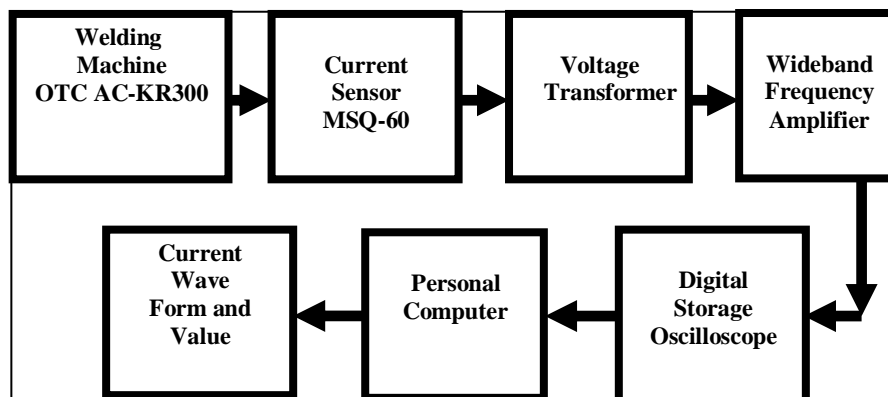 Welding
Machine
OTC AC-KR300
Current
Sensor
MSQ-60
Voltage
Transformer
Wideband
Frequency
Amplifier
Digital
Storage
Oscilloscope
Personal
Computer
Current
Wave
Form and
Value